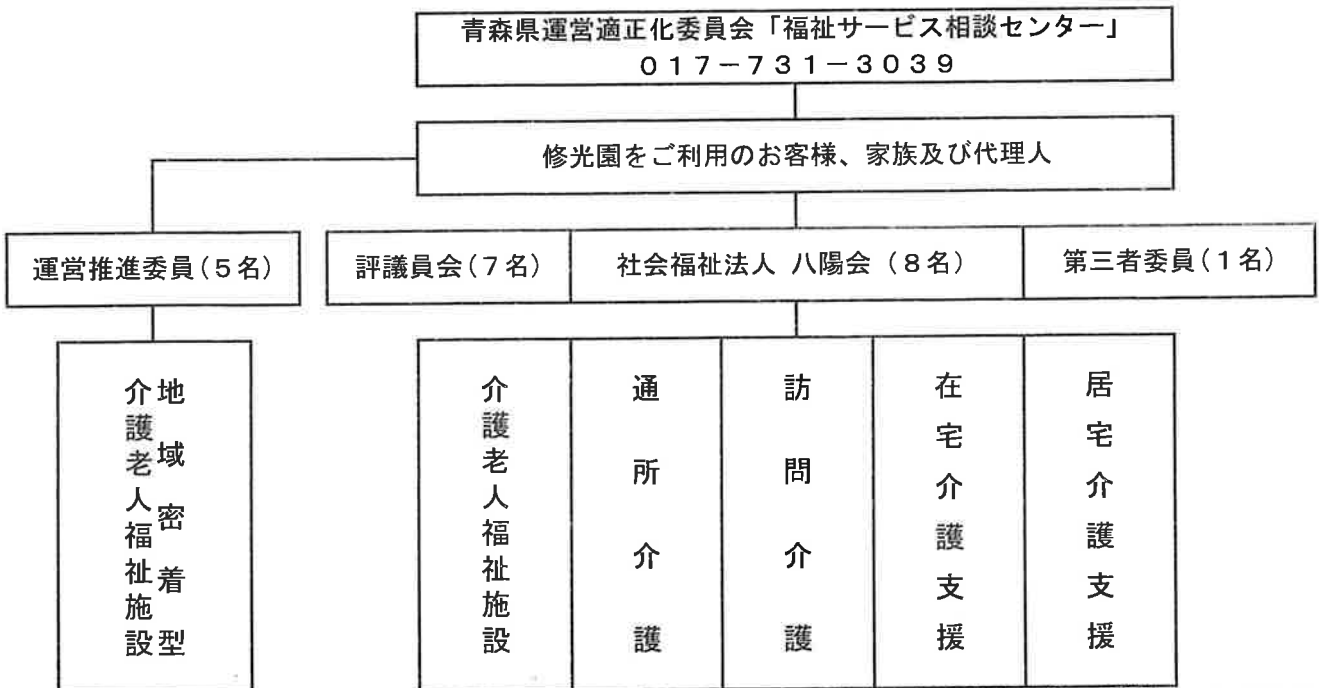 青森県運営適正化委員会「福祉サービス相談センター」
017-731-3039
修光園をご利用のお客様、家族及び代理人
運営推進委員(5名)
評議員会(7名)
社会福祉法人 八陽会 (8名)
第三者委員(1名)
地域密着型
介護老人福祉施設
介護老人福祉施設
通所介護
訪問介護
在宅介護支援
居宅介護支援